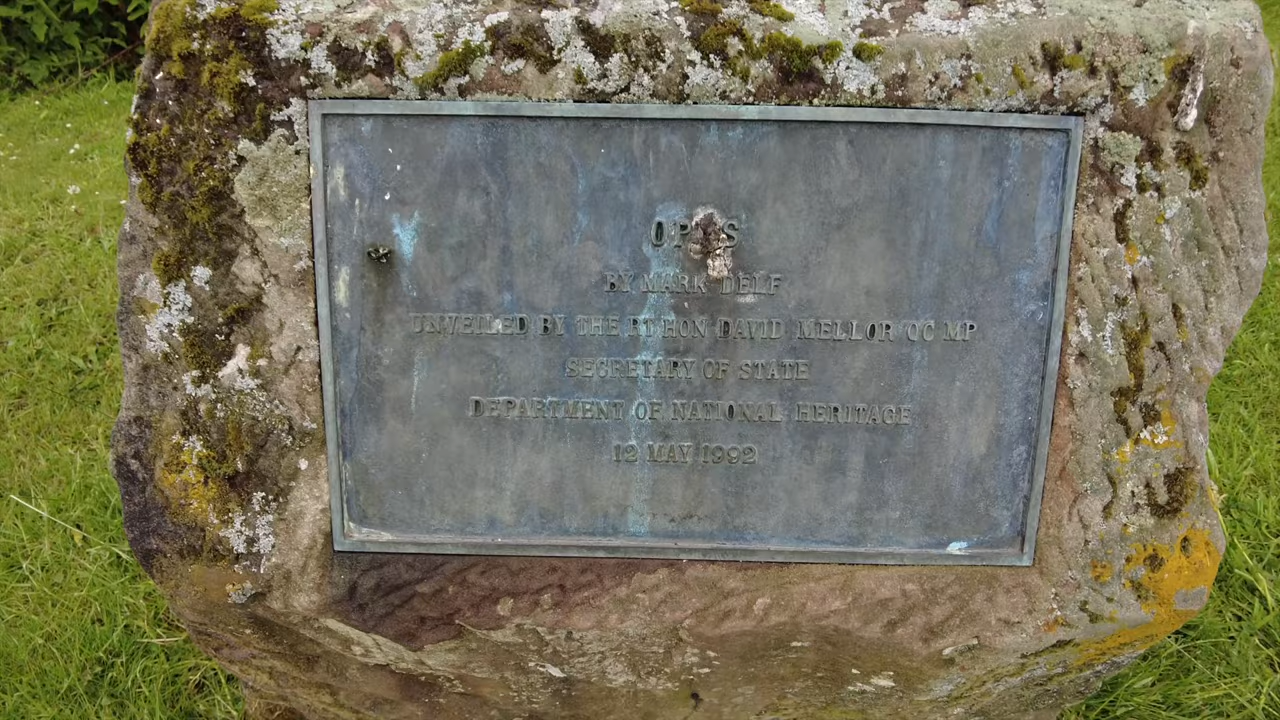 BY MARK DELF
UNVEILED BY THE RT HON DAVID MELLOR QC MP
SECRETARY OF STATE
DEPARTMENT OF NATIONAL HERITAGE
12 MAY 1992